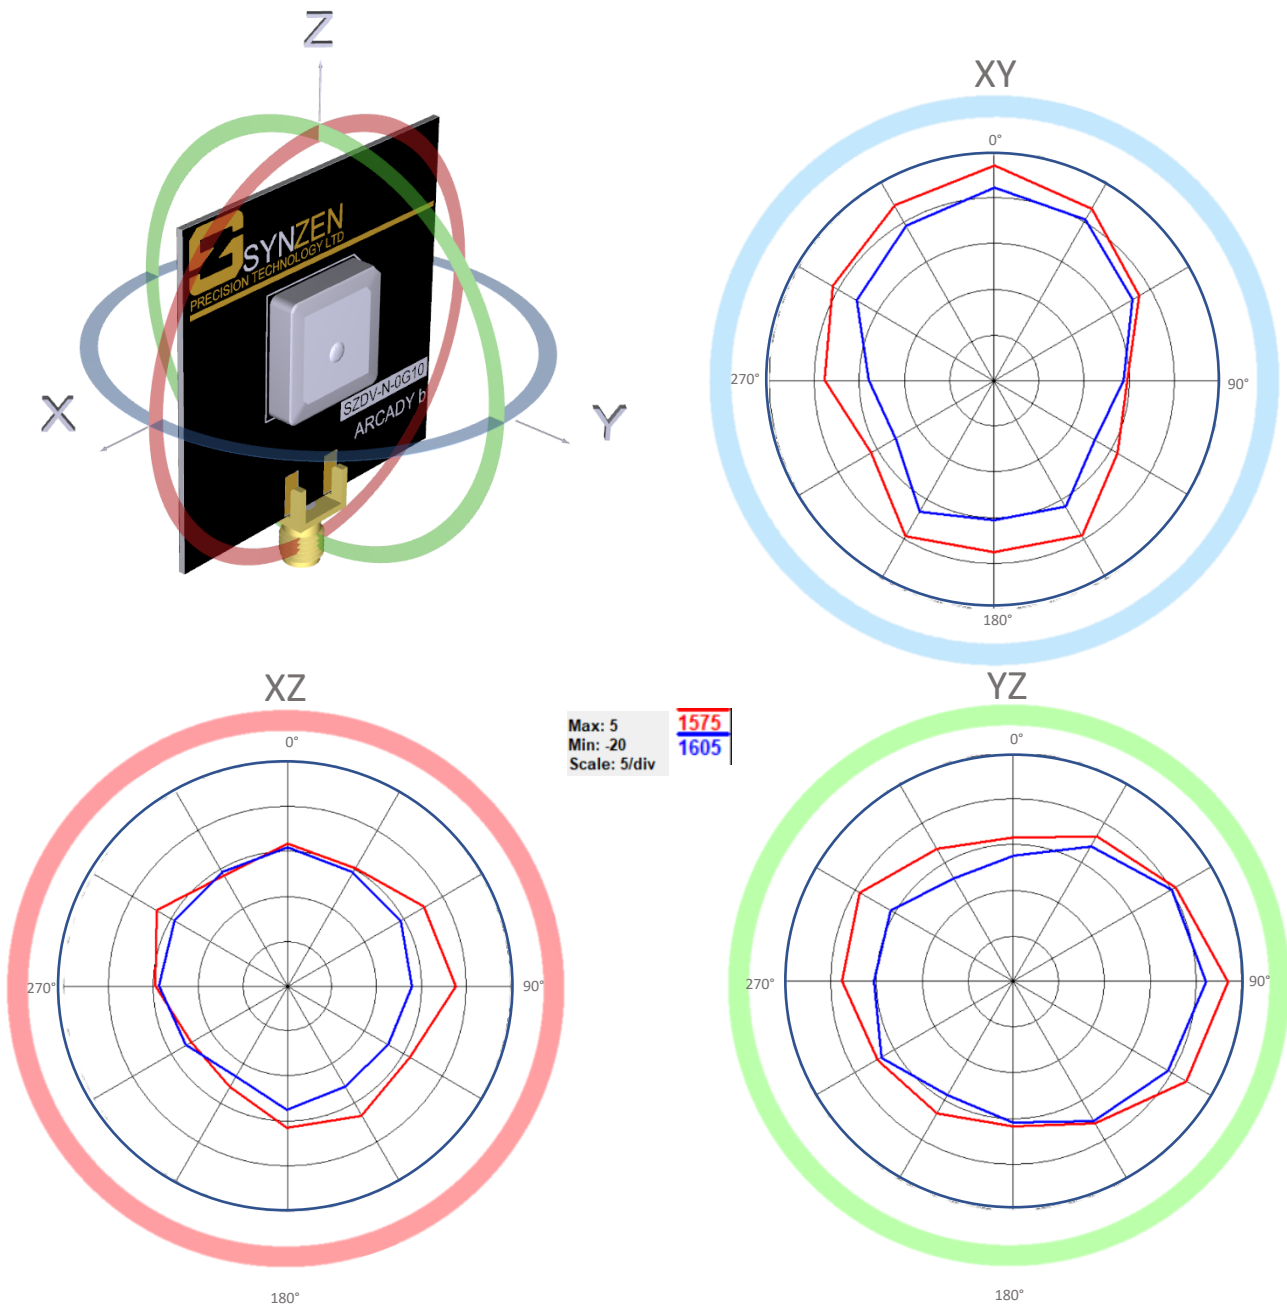 Z
XY
0°
SYNZEN
PRECISION TECHNOLOGY LTD
270°
90°
SZDV-N-0G10
ARCADY b
X
Y
180°
XZ
YZ
Max: 5
Min: -20
Scale: 5/div
1575
1605
0°
0°
270°
90°
270°
90°
180°
180°